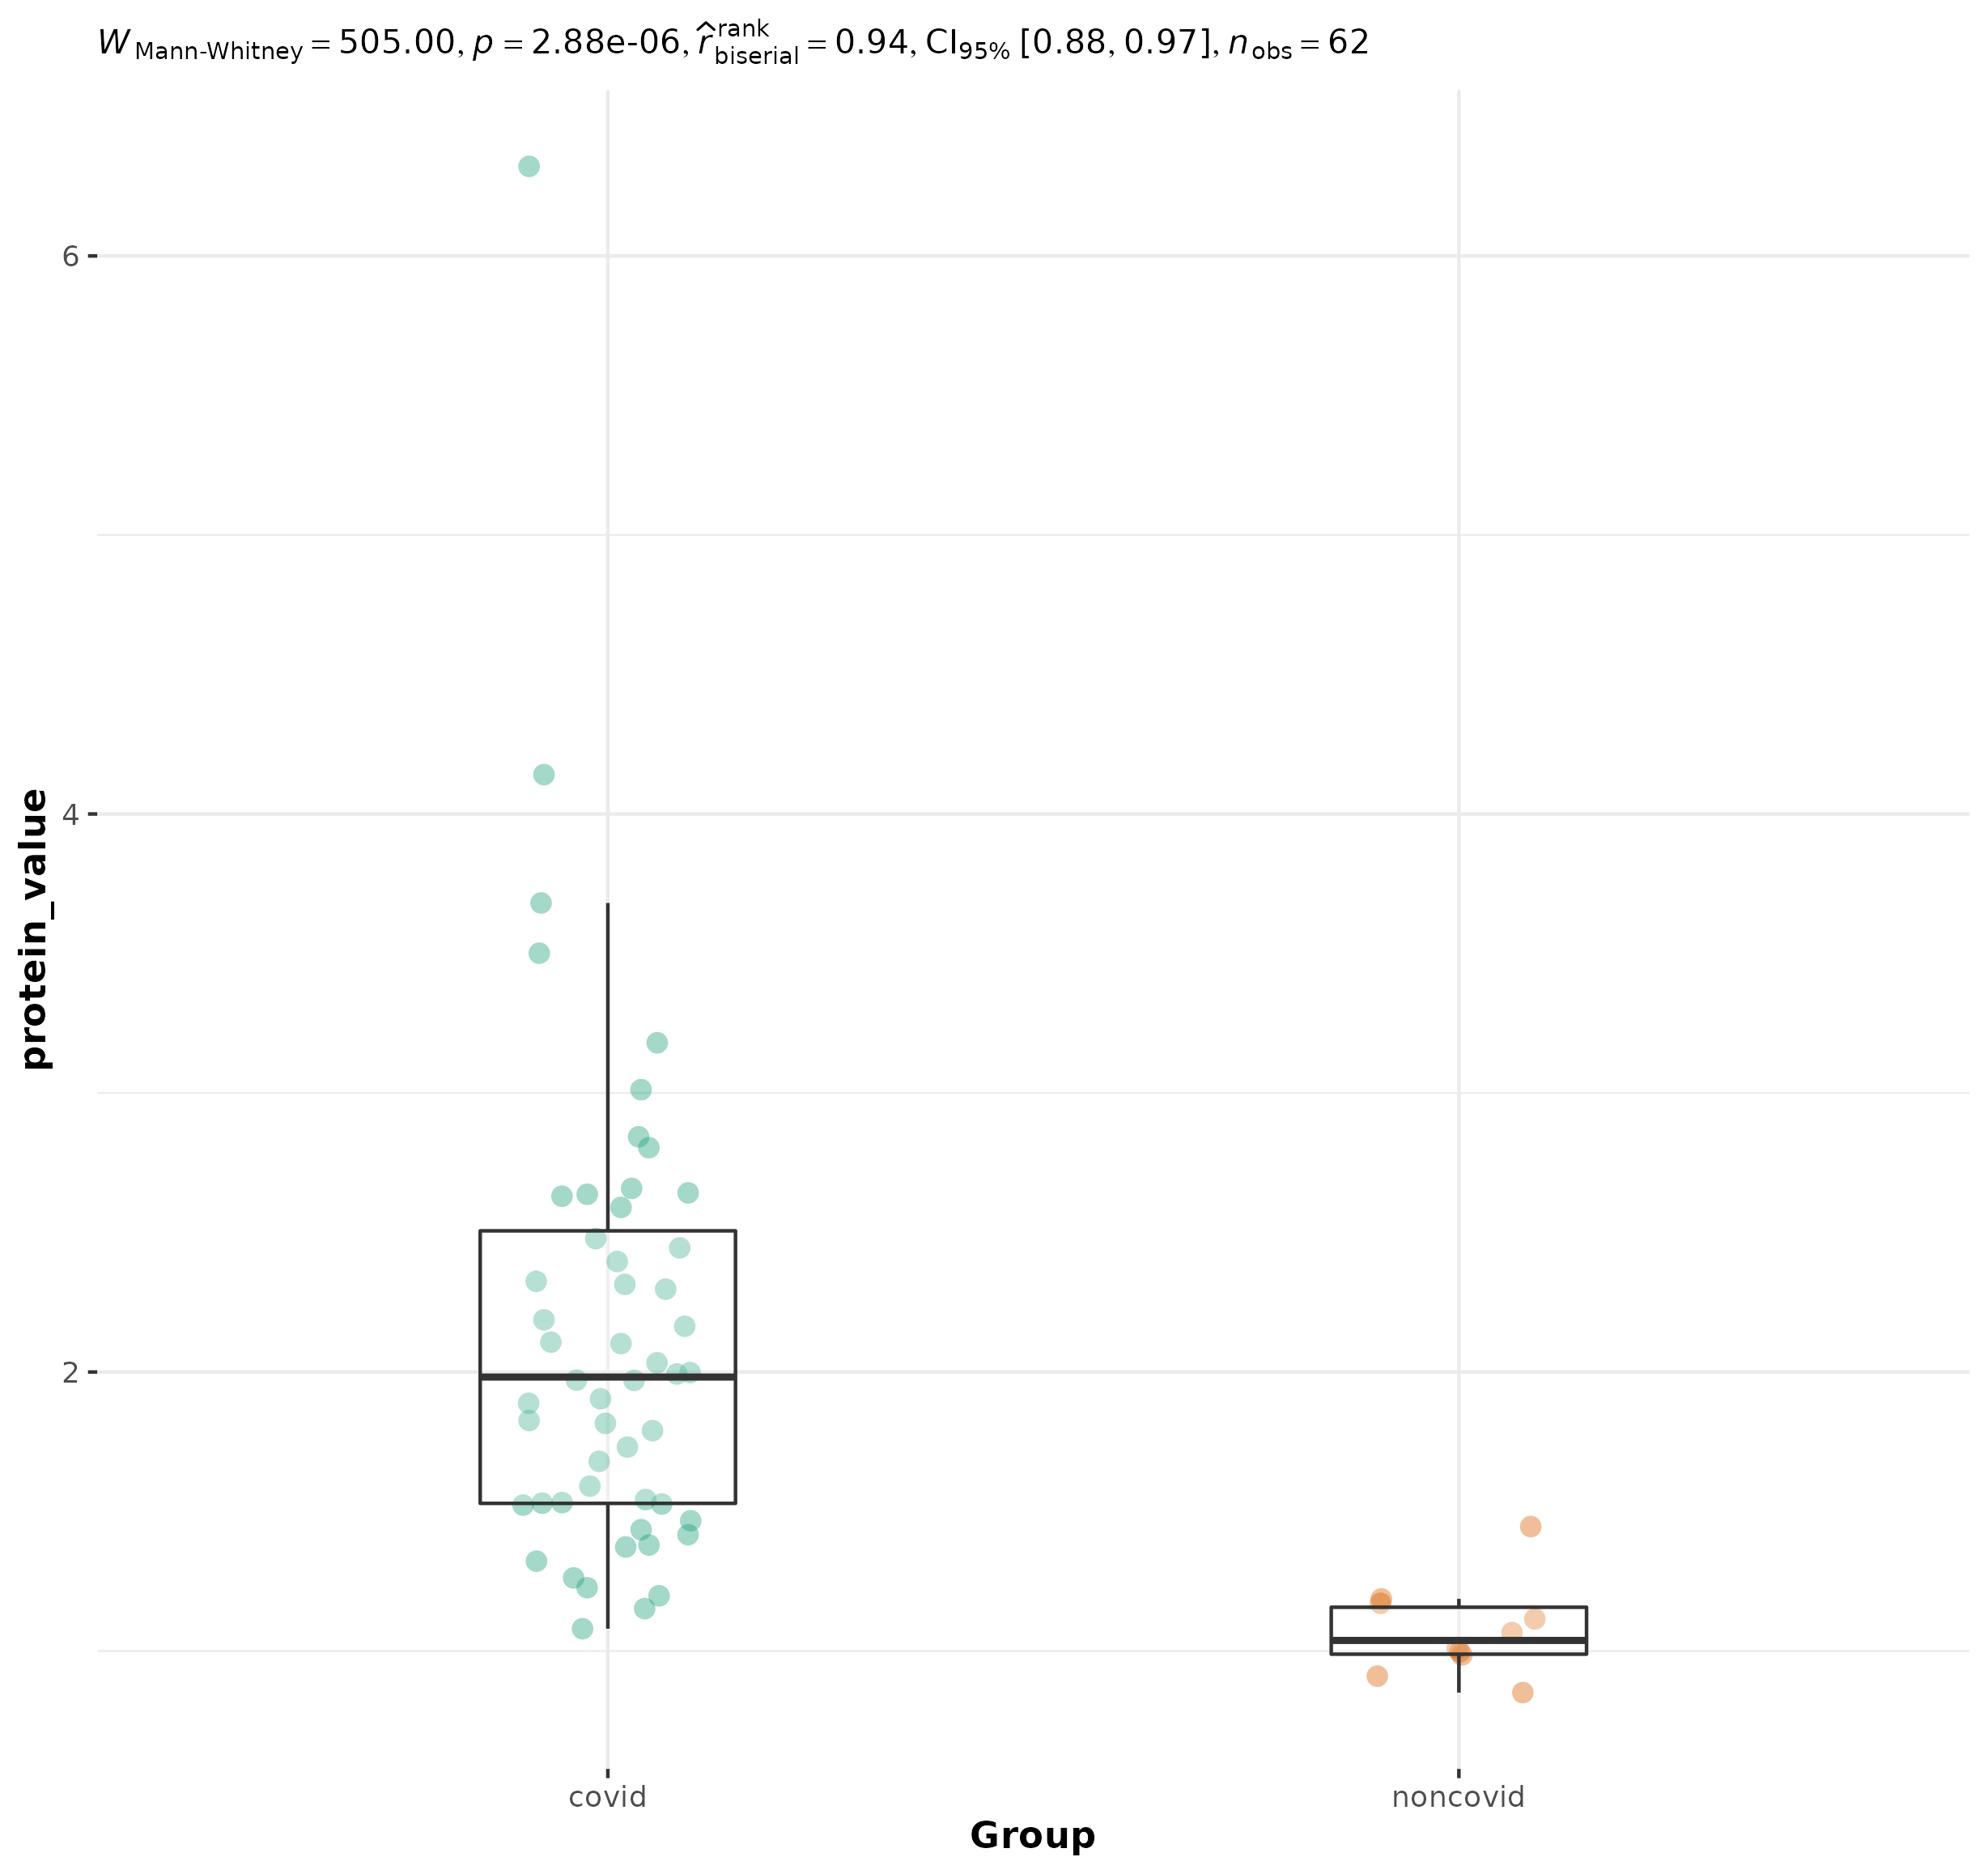 W Mann-Whitney = 505.00, p = 2.88e-06, r̂ rank biserial = 0.94, CI95% [0.88, 0.97], n obs = 62
6
4
2
protein_value
covid
noncovid
Group